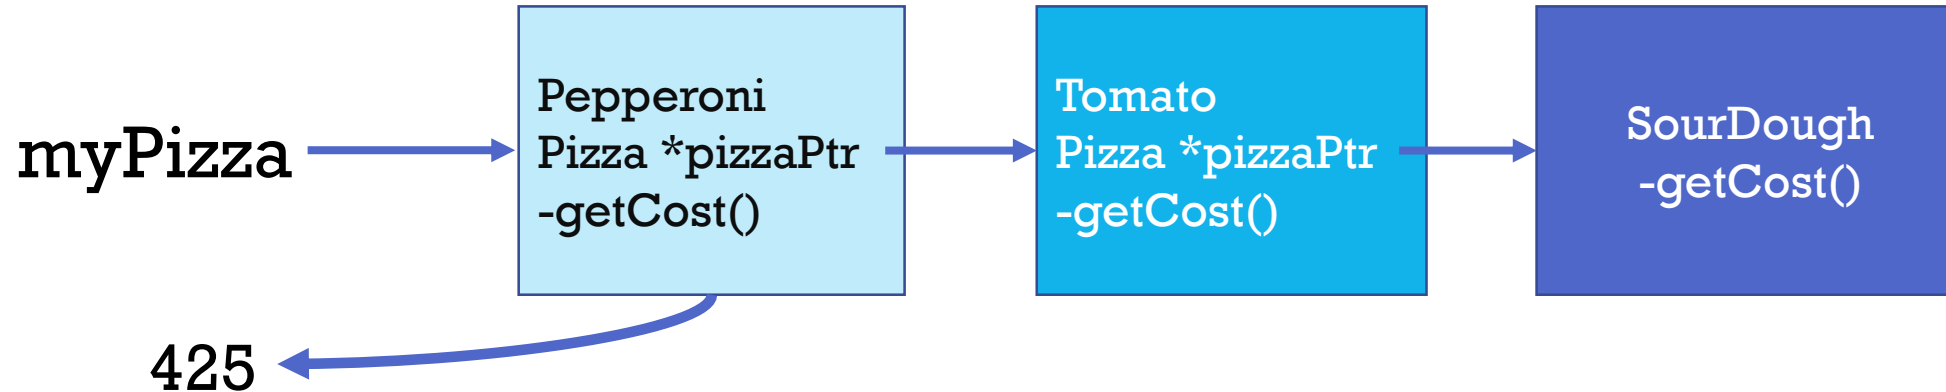 myPizza
Pepperoni
Pizza *pizzaPtr
-getCost()
Tomato
Pizza *pizzaPtr
-getCost()
SourDough
-getCost()
425